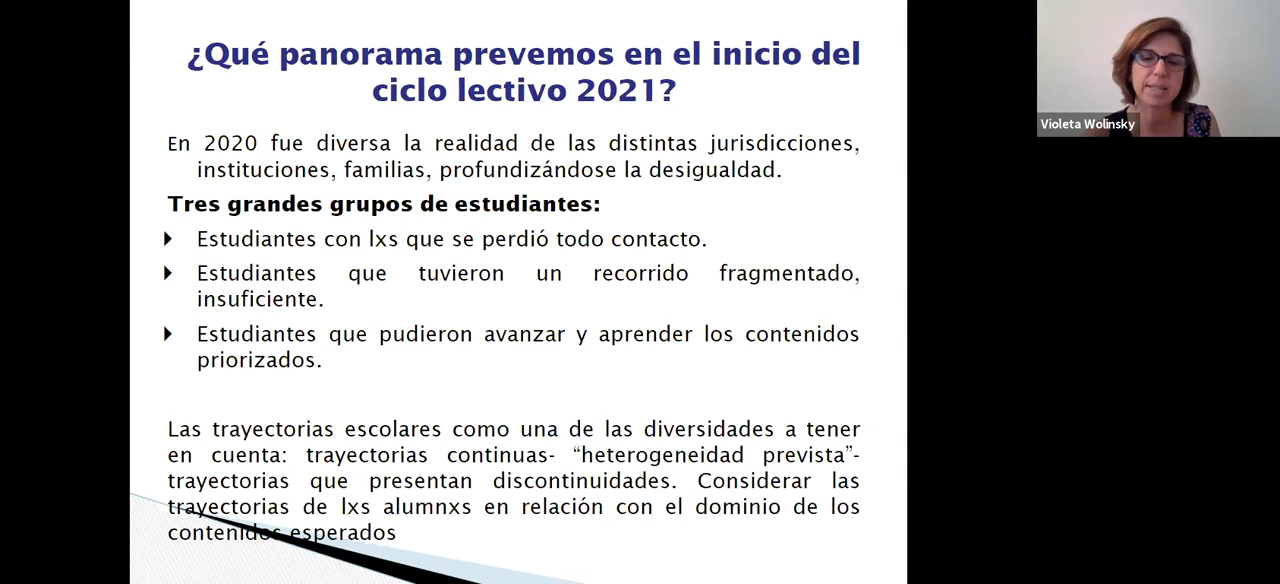 ¿Qué panorama prevemos en el inicio del
ciclo lectivo 2021?
En 2020 fue diversa la realidad de las distintas jurisdicciones,
instituciones, familias, profundizándose la desigualdad.
Tres grandes grupos de estudiantes:
Estudiantes con lxs que se perdió todo contacto.
Estudiantes que tuvieron un recorrido fragmentado,
insuficiente.
Estudiantes que pudieron avanzar y aprender los contenidos
priorizados.
Las trayectorias escolares como una de las diversidades a tener
en cuenta: trayectorias continuas- “heterogeneidad prevista”-
trayectorias que presentan discontinuidades. Considerar las
trayectorias de lxs alumnxs en relación con el dominio de los
contenidos esperados
Violeta Wolinsky